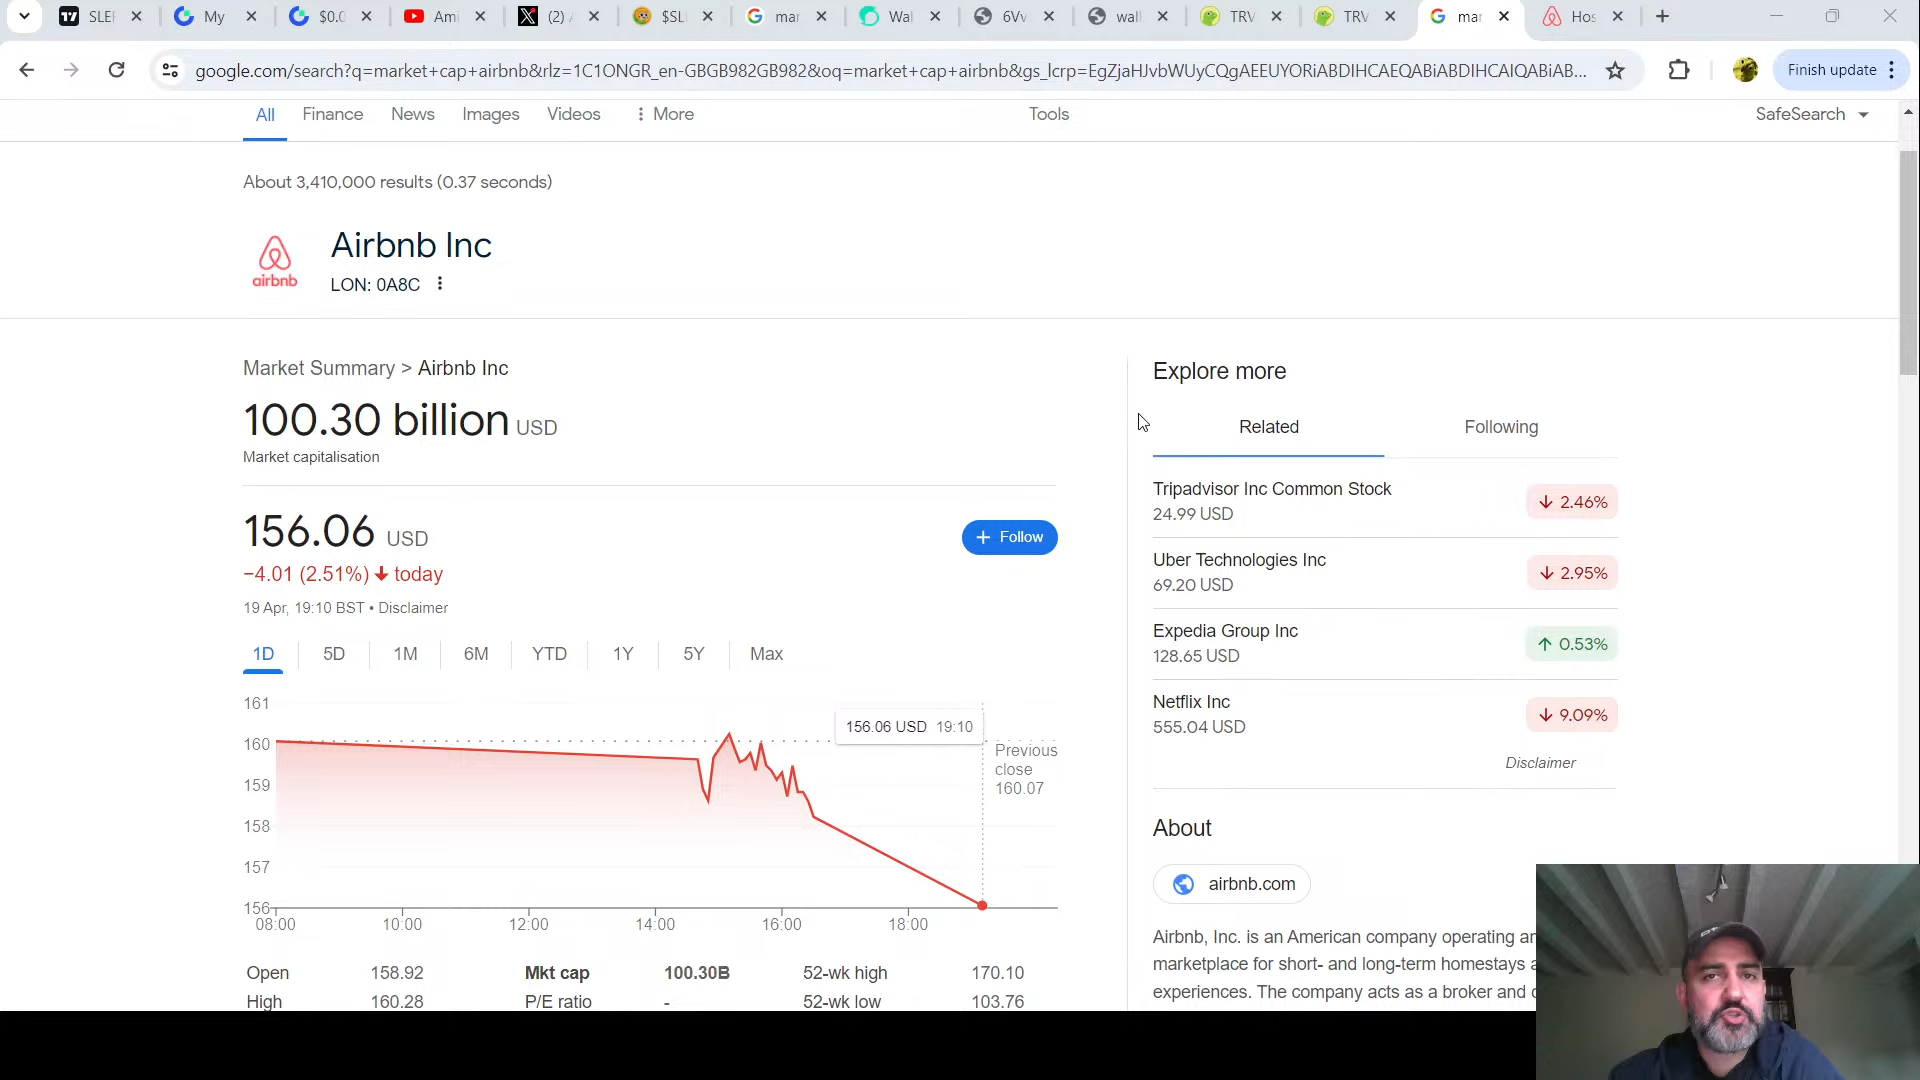 SLEF
My
$0.0
Ami
(2)
$SL
mar
Wal
6Vv
wall
TRV
TRV
mar
Hos
google.com/search?q=market+cap+airbnb&rlz=1C1ONGR_en-GBGB982GB982&oq=market+cap+airbnb&gs_lcrp=EgZjaHJvbWUyCQgAEEUYORiABDIHCAEQABiABDIHCAIQABiAB...
Finish update
All
Finance
News
Images
Videos
More
Tools
SafeSearch
About 3,410,000 results (0.37 seconds)
airbnb
Airbnb Inc
LON: 0A8C
Market Summary > Airbnb Inc
100.30 billion USD
Market capitalisation
156.06 USD
−4.01 (2.51%) today
19 Apr, 19:10 BST • Disclaimer
+ Follow
1D
5D
1M
6M
YTD
1Y
5Y
Max
161
160
159
158
157
156
156.06 USD 19:10
Previous
close
160.07
08:00
10:00
12:00
14:00
16:00
18:00
Open 158.92
Mkt cap 100.30B
52-wk high 170.10
High 160.28
P/E ratio -
52-wk low 103.76
Explore more
Related
Following
Tripadvisor Inc Common Stock
24.99 USD
2.46%
Uber Technologies Inc
69.20 USD
2.95%
Expedia Group Inc
128.65 USD
0.53%
Netflix Inc
555.04 USD
9.09%
Disclaimer
About
airbnb.com
Airbnb, Inc. is an American company operating an
marketplace for short- and long-term homestays a
experiences. The company acts as a broker and c